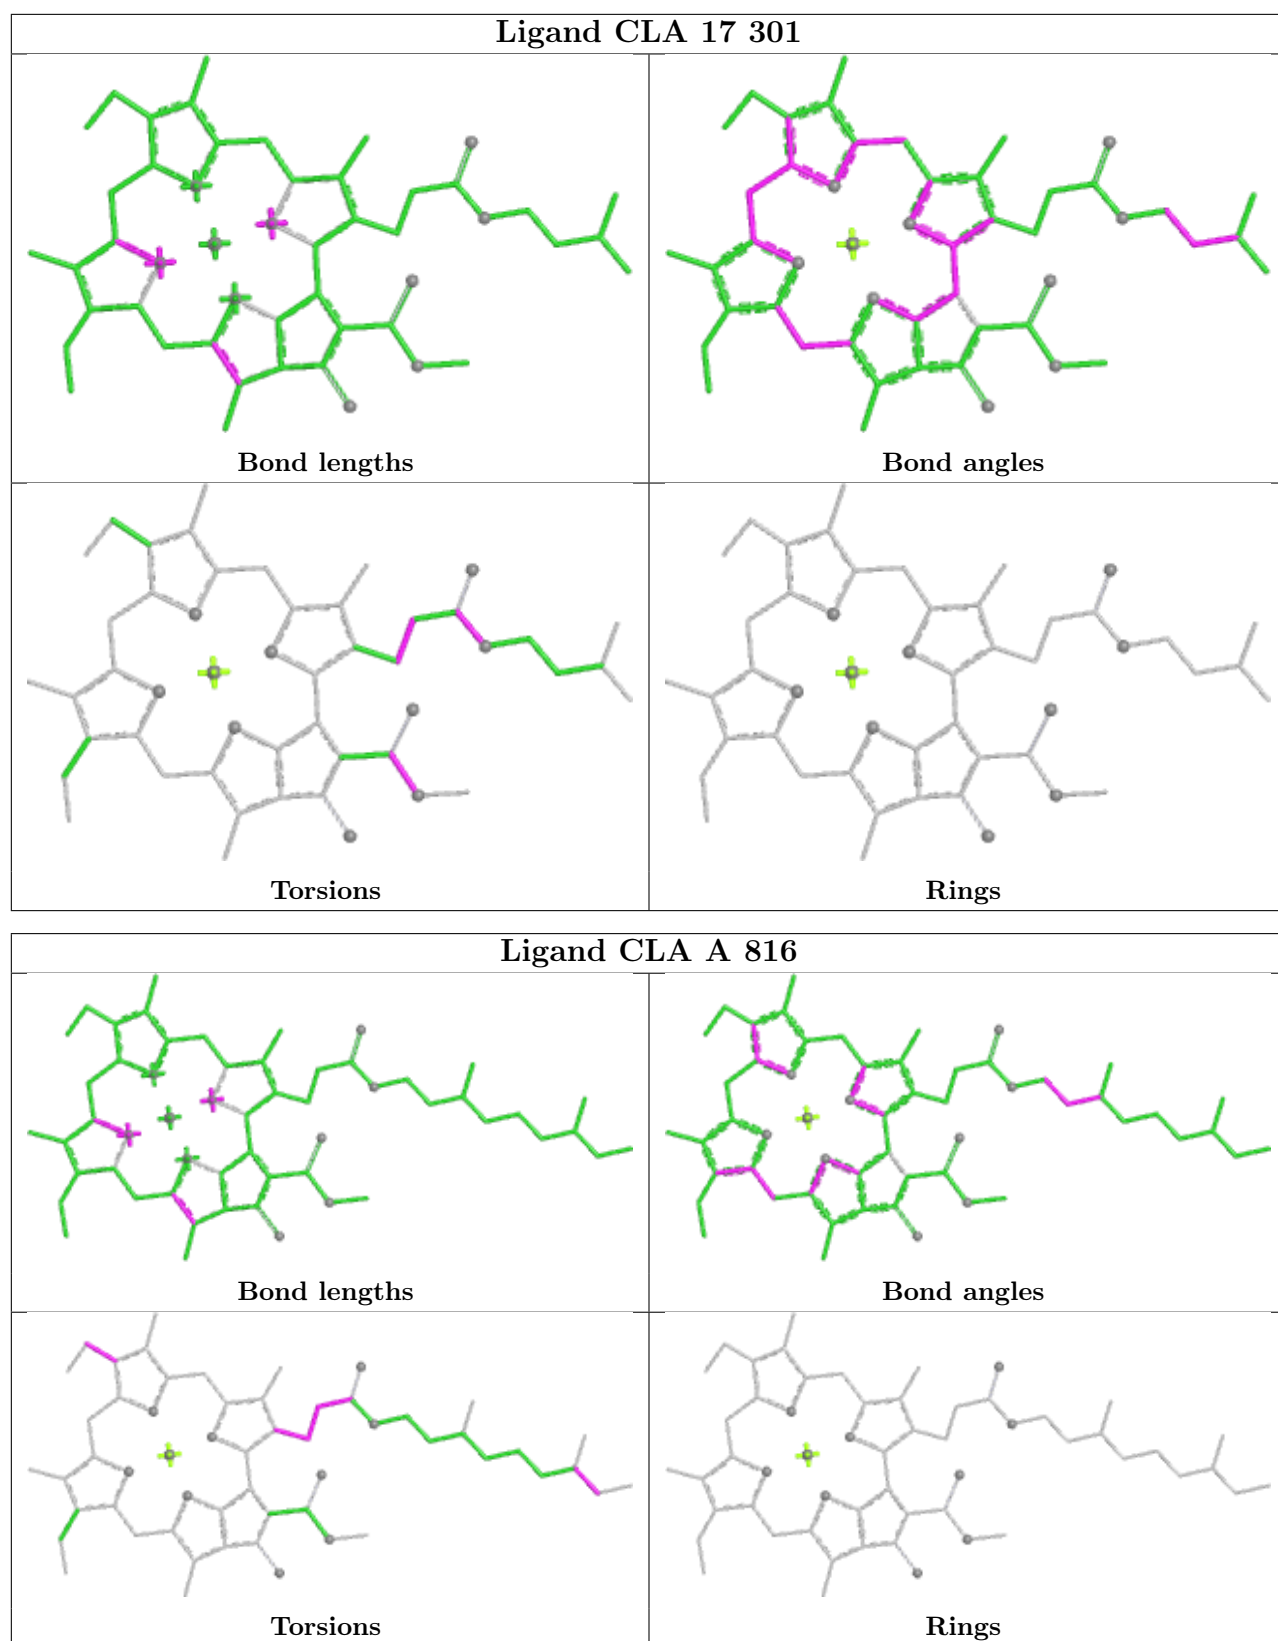 Ligand CLA 17 301
Bond lengths
Bond angles
Torsions
Rings
Ligand CLA A 816
Bond lengths
Bond angles
Torsions
Rings